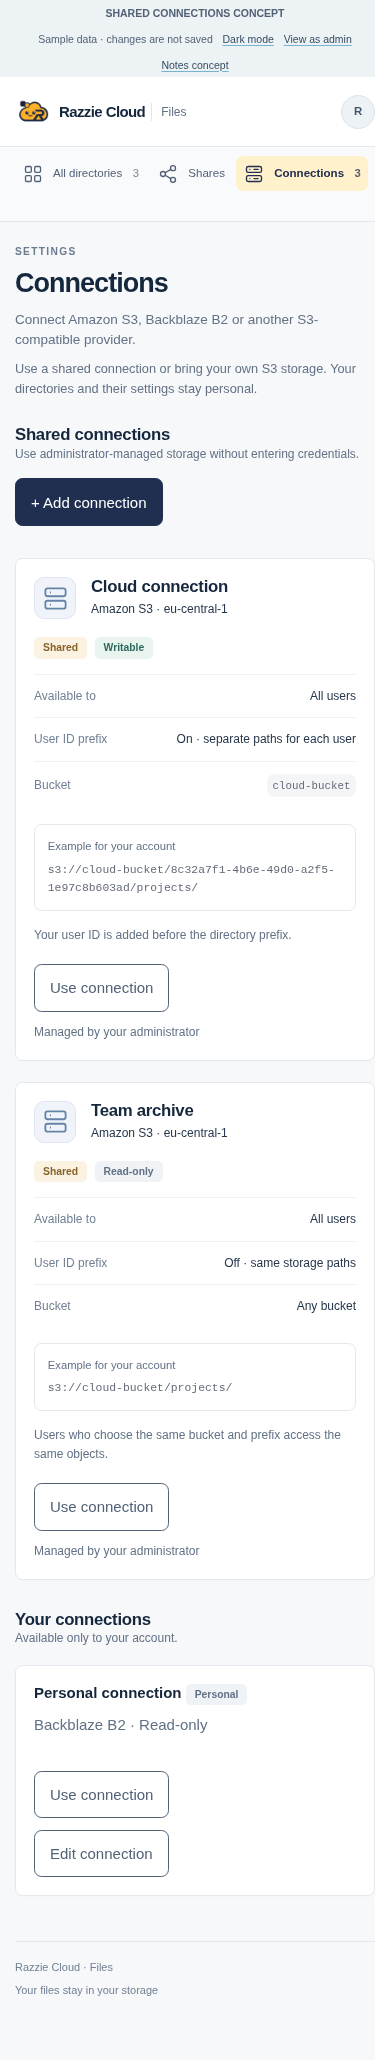 SHARED CONNECTIONS CONCEPT
Sample data · changes are not saved Dark mode View as admin
Notes concept
Razzie Cloud Files R
All directories 3 Shares Connections 3
SETTINGS
Connections
Connect Amazon S3, Backblaze B2 or another S3-
compatible provider.
Use a shared connection or bring your own S3 storage. Your
directories and their settings stay personal.
Shared connections
Use administrator-managed storage without entering credentials.
+ Add connection
Cloud connection
Amazon S3 · eu-central-1
Shared Writable
Available to All users
User ID prefix On · separate paths for each user
Bucket cloud-bucket
Example for your account
s3://cloud-bucket/8c32a7f1-4b6e-49d0-a2f5-
1e97c8b603ad/projects/
Your user ID is added before the directory prefix.
Use connection
Managed by your administrator
Team archive
Amazon S3 · eu-central-1
Shared Read-only
Available to All users
User ID prefix Off · same storage paths
Bucket Any bucket
Example for your account
s3://cloud-bucket/projects/
Users who choose the same bucket and prefix access the
same objects.
Use connection
Managed by your administrator
Your connections
Available only to your account.
Personal connection Personal
Backblaze B2 · Read-only
Use connection
Edit connection
Razzie Cloud · Files
Your files stay in your storage